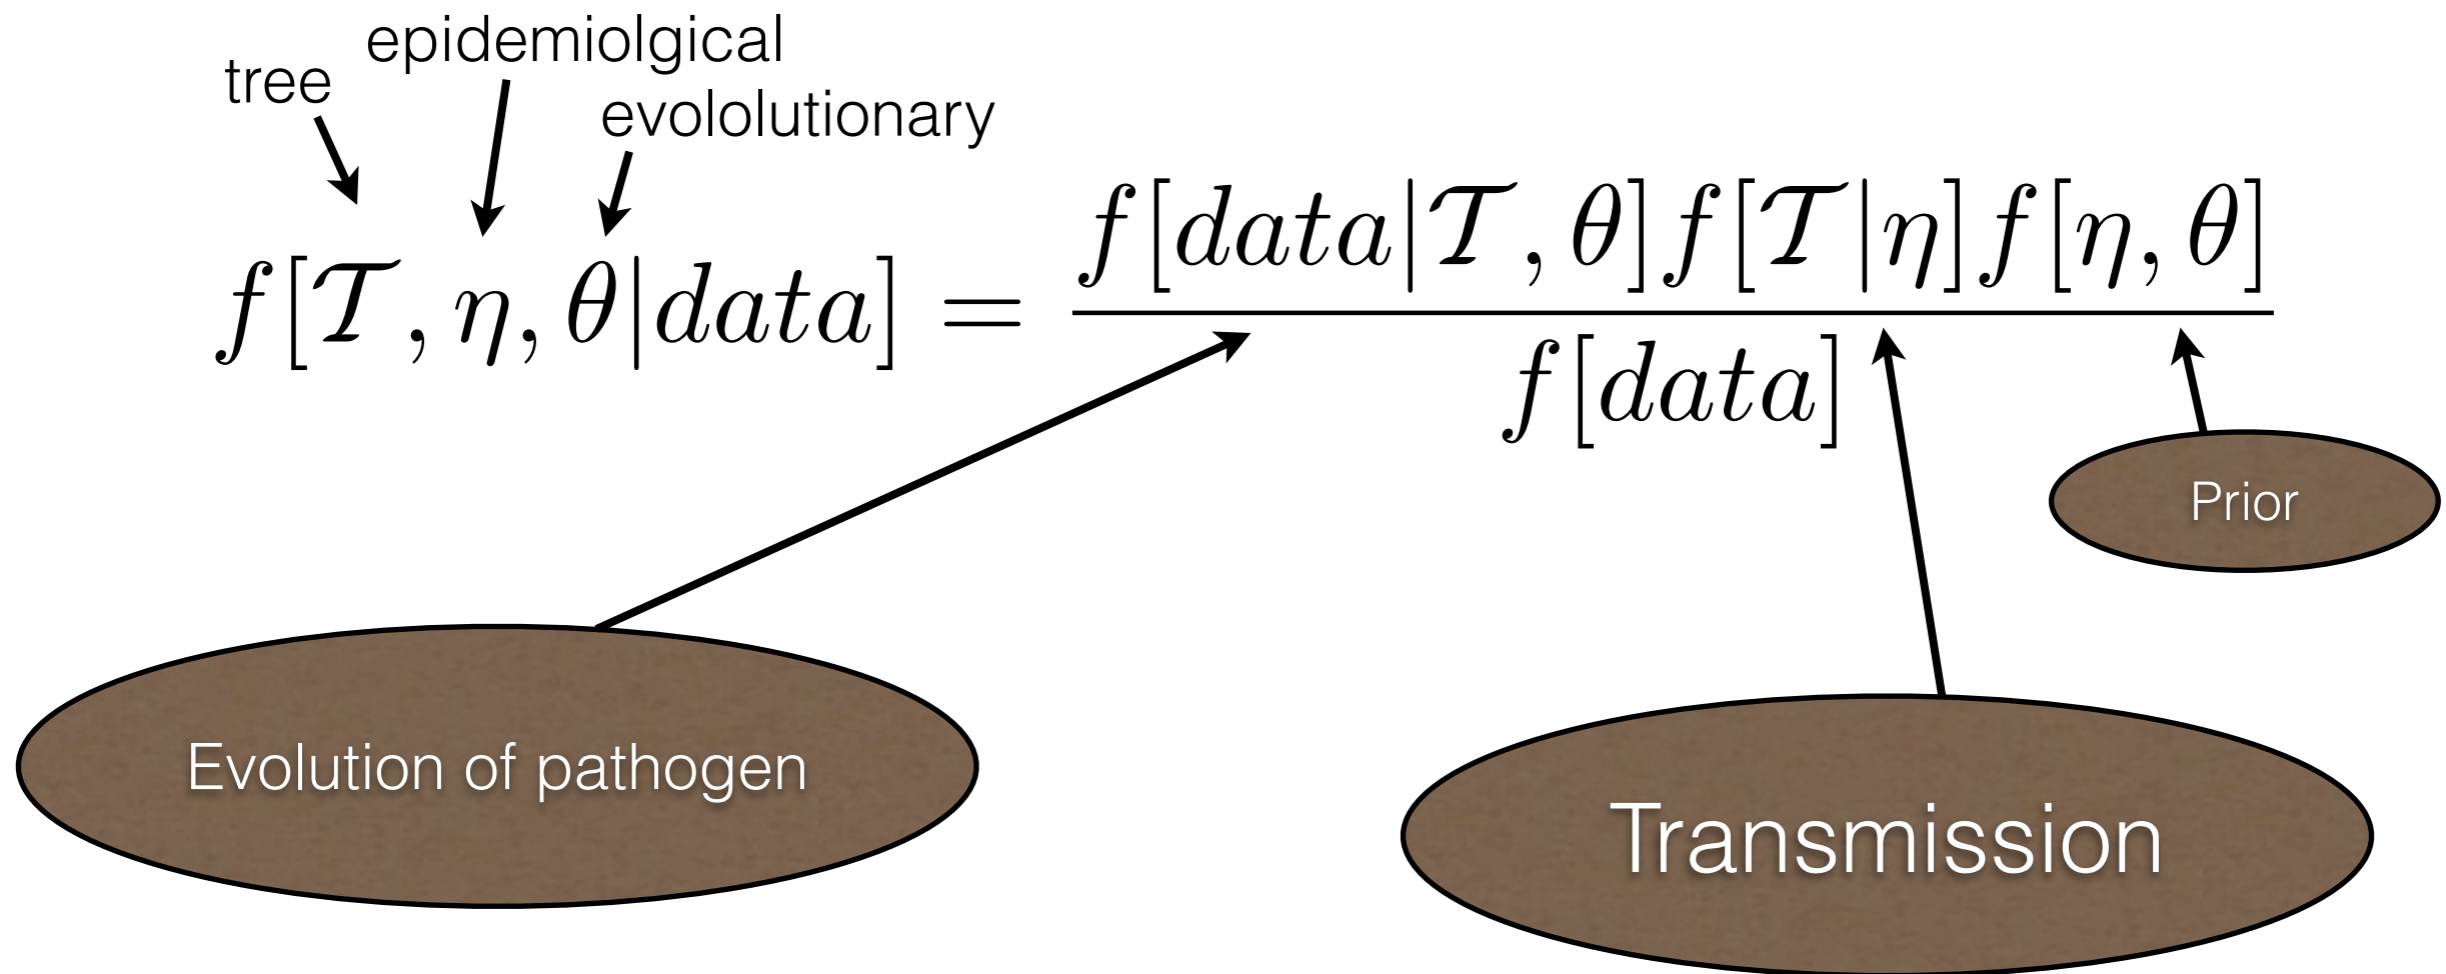 epidemiolgical
tree
evololutionary
f[𝒯, η, θ|data] = f[data|𝒯, θ]f[𝒯|η]f[η, θ]
f[data]
Prior
Evolution of pathogen
Transmission